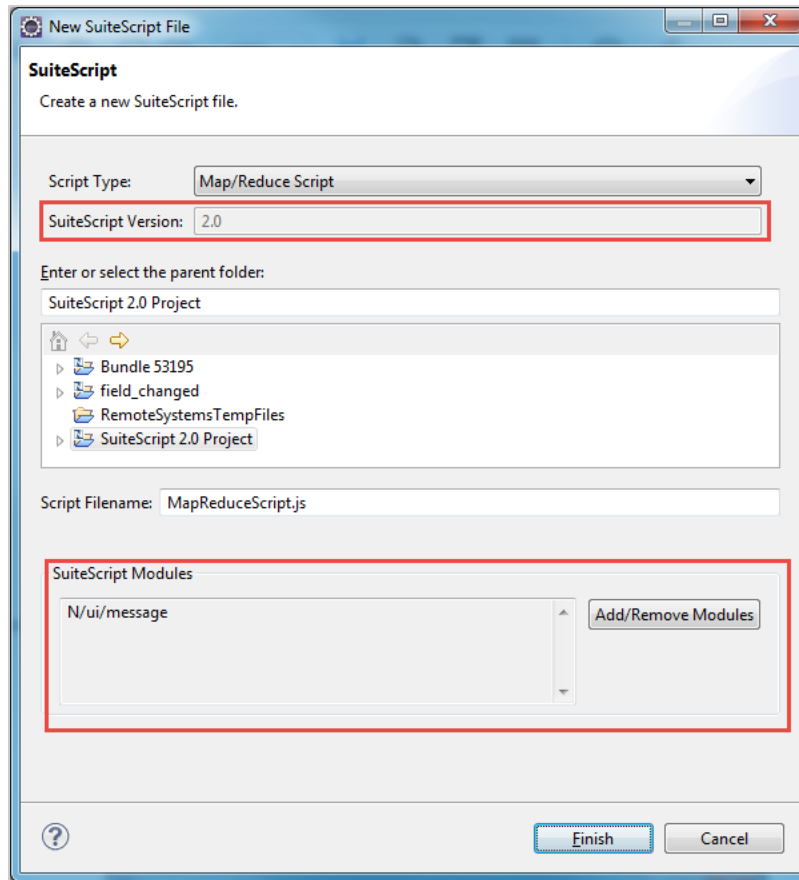 New SuiteScript File
SuiteScript
Create a new SuiteScript file.
Script Type: Map/Reduce Script
SuiteScript Version: 2.0
Enter or select the parent folder:
SuiteScript 2.0 Project
Bundle 53195
field_changed
RemoteSystemsTempFiles
SuiteScript 2.0 Project
Script Filename: MapReduceScript.js
SuiteScript Modules
N/ui/message
Add/Remove Modules
?
Finish Cancel